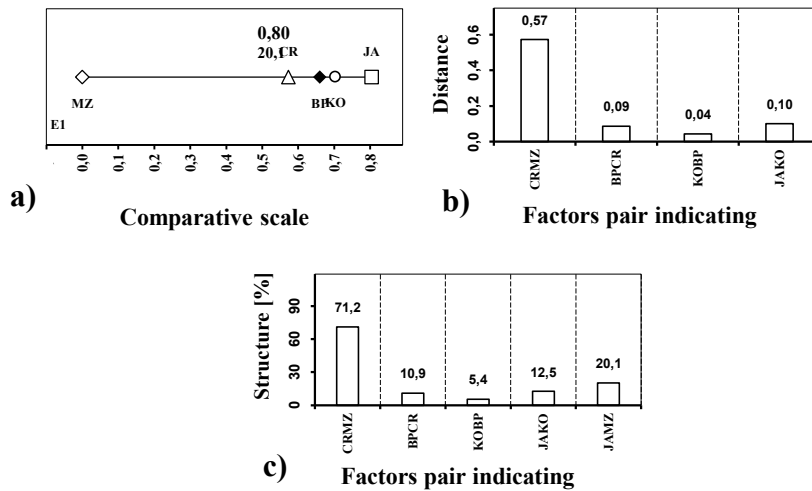 0,80
20,1
CR
JA
MZ
BP
KO
E1
0,0
0,1
0,2
0,3
0,4
0,5
0,6
0,7
0,8
a)
Comparative scale
Distance
0,6
0,4
0,2
0,0
0,57
0,09
0,04
0,10
CRMZ
BPCR
KOBP
JAKO
b)
Factors pair indicating
Structure [%]
90
60
30
0
71,2
10,9
5,4
12,5
20,1
CRMZ
BPCR
KOBP
JAKO
JAMZ
c)
Factors pair indicating